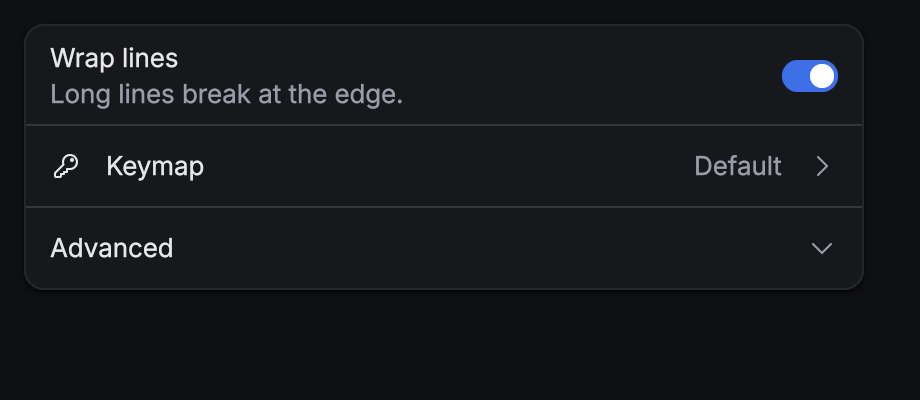 Wrap lines
Long lines break at the edge.
Keymap Default
Advanced